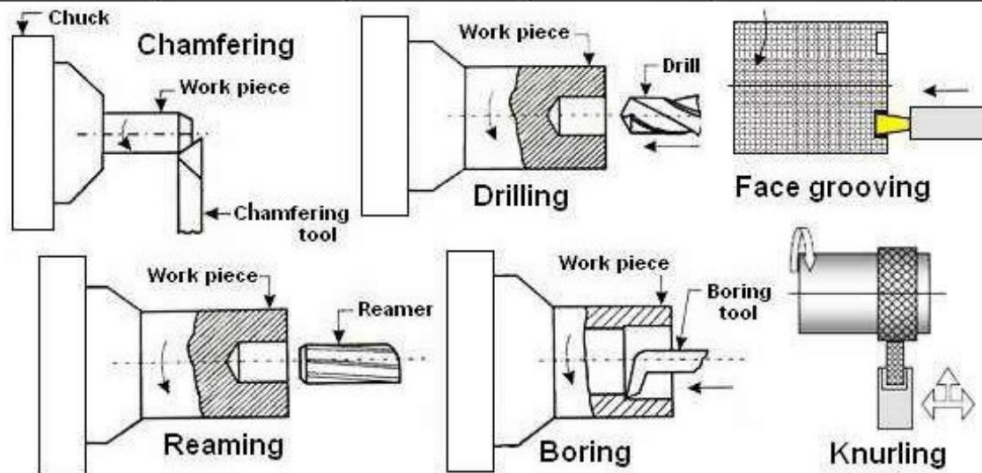 Chuck
Chamfering
Work piece
Chamfering
tool
Work piece
Drill
Drilling
Face grooving
Work piece
Reamer
Reaming
Work piece
Boring
tool
Boring
Knurling